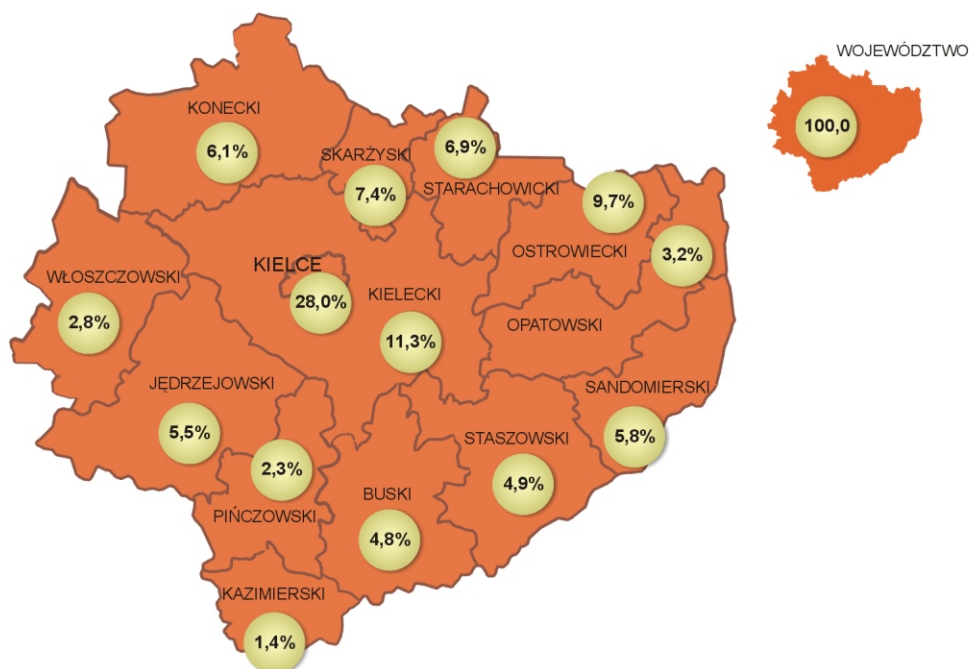 WOJEWÓDZTWO
100,0
KONECKI
6,1%
SKARŻYSKI
7,4%
6,9%
STARACHOWICKI
9,7%
OSTROWIECKI
3,2%
WŁOSZCZOWSKI
2,8%
KIELCE
28,0%
KIELECKI
11,3%
OPATOWSKI
JĘDRZEJOWSKI
5,5%
SANDOMIERSKI
5,8%
STASZOWSKI
4,9%
2,3%
PIŃCZOWSKI
BUSKI
4,8%
KAZIMIERSKI
1,4%